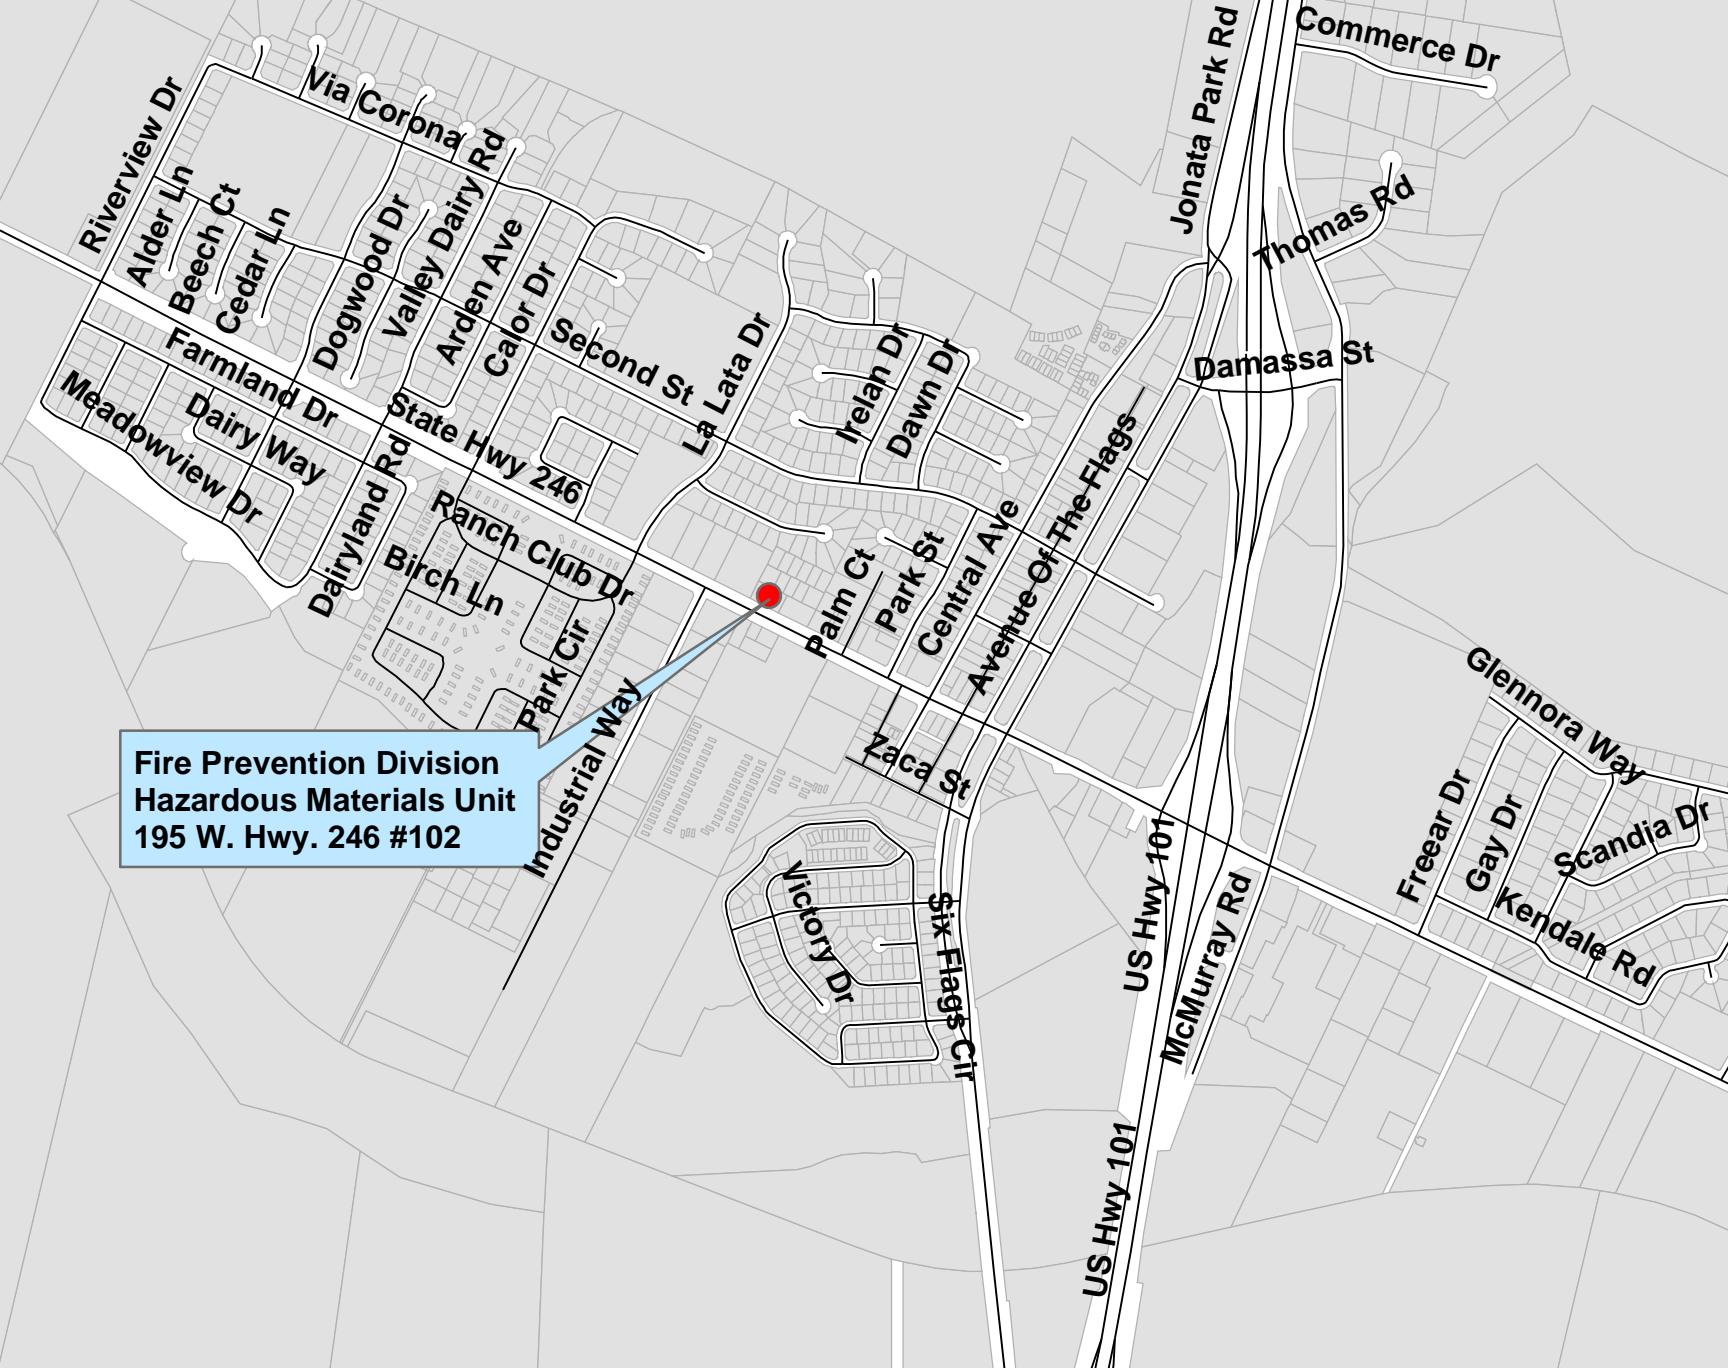 Commerce Dr
Jonata Park Rd
Via Corona
Riverview Dr
Thomas Rd
Alder Ln
Beech Ct
Cedar Ln
Dogwood Dr
Valley Dairy Rd
Arden Ave
Calor Dr
Second St
La Lata Dr
Irelan Dr
Dawn Dr
Damassa St
Farmland Dr
Meadowview Dr
Dairy Way
State Hwy 246
Dairyland Rd
Ranch Club Dr
Birch Ln
Park Cir
Palm Ct
Park St
Central Ave
Avenue Of The Flags
Industrial Way
Zaca St
Glennora Way
Freear Dr
Gay Dr
Scandia Dr
Kendale Rd
Fire Prevention Division
Hazardous Materials Unit
195 W. Hwy. 246 #102
Victory Dr
Six Flags Cir
US Hwy 101
McMurray Rd
US Hwy 101